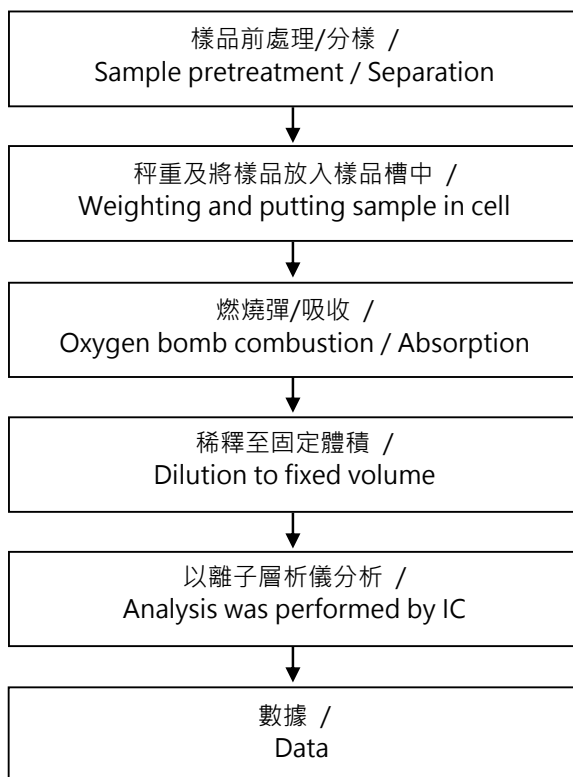 樣品前處理/分樣 /
Sample pretreatment / Separation
秤重及將樣品放入樣品槽中 /
Weighting and putting sample in cell
燃燒彈/吸收 /
Oxygen bomb combustion / Absorption
稀釋至固定體積 /
Dilution to fixed volume
以離子層析儀分析 /
Analysis was performed by IC
數據 /
Data